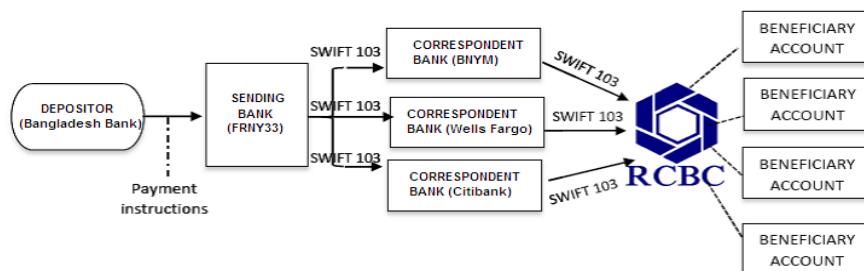 DEPOSITOR
(Bangladesh Bank)
Payment
instructions
SENDING
BANK
(FRNY33)
SWIFT 103
SWIFT 103
SWIFT 103
CORRESPONDENT
BANK (BNYM)
CORRESPONDENT
BANK (Wells Fargo)
CORRESPONDENT
BANK (Citibank)
SWIFT 103
SWIFT 103
SWIFT 103
RCBC
BENEFICIARY
ACCOUNT
BENEFICIARY
ACCOUNT
BENEFICIARY
ACCOUNT
BENEFICIARY
ACCOUNT